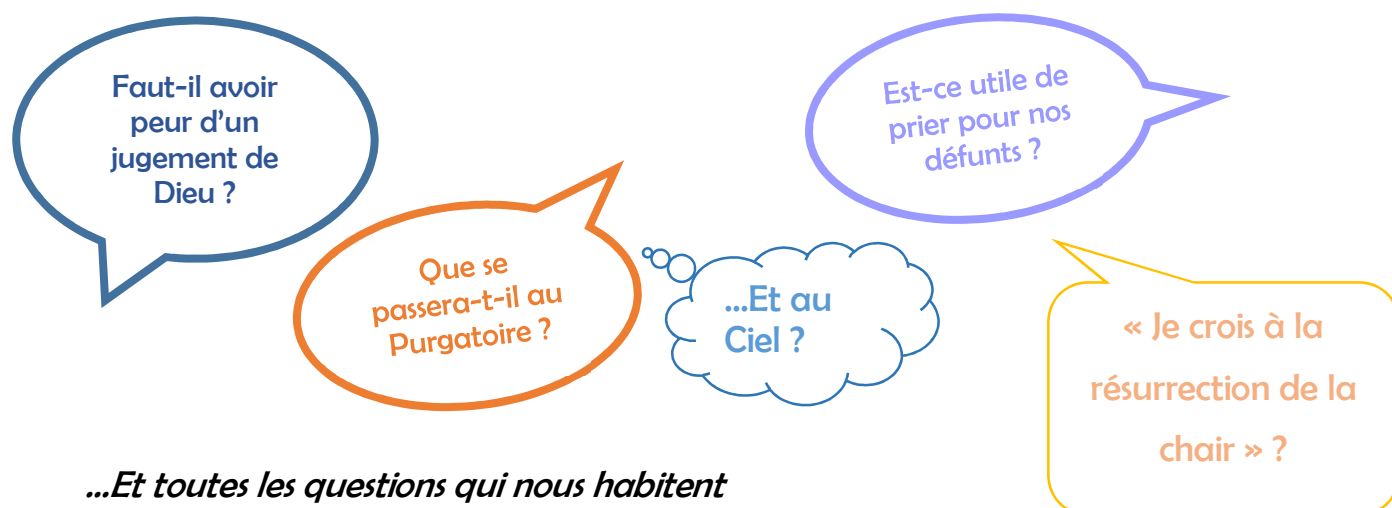 Faut-il avoir
peur d’un
jugement de
Dieu ?
Est-ce utile de
prier pour nos
défunts ?
Que se
passera-t-il au
Purgatoire ?
...Et au
Ciel ?
« Je crois à la
résurrection de la
chair » ?
...Et toutes les questions qui nous habitent